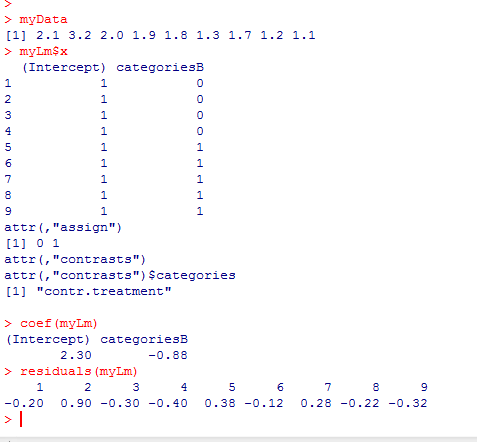 >
> myData
[1] 2.1 3.2 2.0 1.9 1.8 1.3 1.7 1.2 1.1
> myLm$x
  (Intercept) categoriesB
1           1           0
2           1           0
3           1           0
4           1           0
5           1           1
6           1           1
7           1           1
8           1           1
9           1           1
attr(,"assign")
[1] 0 1
attr(,"contrasts")
attr(,"contrasts")$categories
[1] "contr.treatment"
> coef(myLm)
(Intercept) categoriesB
       2.30       -0.88
> residuals(myLm)
    1     2     3     4     5     6     7     8     9
-0.20  0.90 -0.30 -0.40  0.38 -0.12  0.28 -0.22 -0.32
>